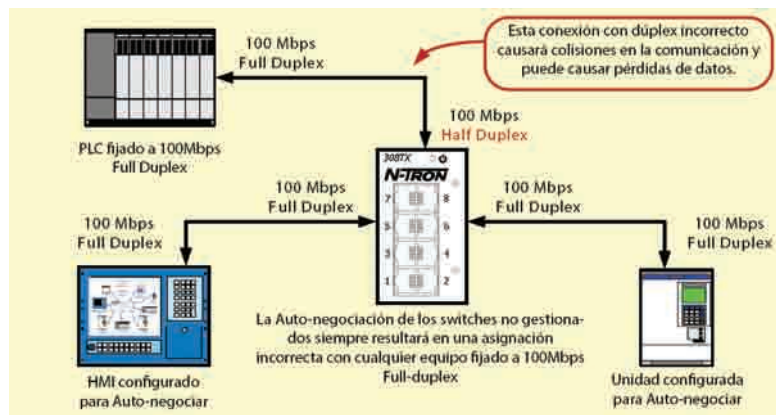 Esta conexión con dúplex incorrecto
causará colisiones en la comunicación y
puede causar pérdidas de datos.
100 Mbps
Full Duplex
100 Mbps
Half Duplex
PLC fijado a 100Mbps
Full Duplex
308TX
N-TRON
7 8
5 6
3 4
1 2
100 Mbps
Full Duplex
100 Mbps
Full Duplex
100 Mbps
Full Duplex
100 Mbps
Full Duplex
La Auto-negociación de los switches no gestiona-
dos siempre resultará en una asignación
incorrecta con cualquier equipo fijado a 100Mbps
Full-duplex
HMI configurado
para Auto-negociar
Unidad configurada
para Auto-negociar